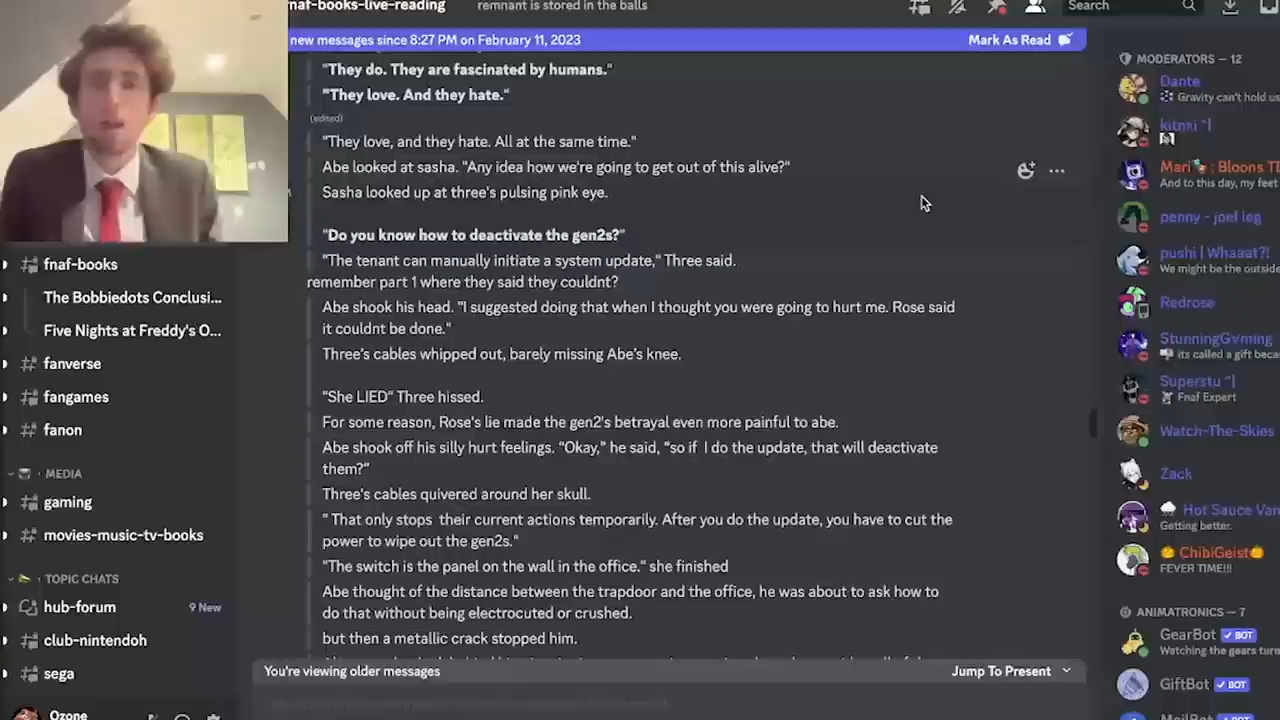 fnaf-books-live-reading
remnant is stored in the balls
Search
new messages since 8:27 PM on February 11, 2023
Mark As Read
"They do. They are fascinated by humans."
"They love. And they hate."
(edited)
"They love, and they hate. All at the same time."
Abe looked at sasha. "Any idea how we're going to get out of this alive?"
Sasha looked up at three's pulsing pink eye.
"Do you know how to deactivate the gen2s?"
"The tenant can manually initiate a system update," Three said.
remember part 1 where they said they couldnt?
Abe shook his head. "I suggested doing that when I thought you were going to hurt me. Rose said
it couldnt be done."
Three's cables whipped out, barely missing Abe's knee.
"She LIED" Three hissed.
For some reason, Rose's lie made the gen2's betrayal even more painful to abe.
Abe shook off his silly hurt feelings. "Okay," he said, "so if I do the update, that will deactivate
them?"
Three's cables quivered around her skull.
" That only stops their current actions temporarily. After you do the update, you have to cut the
power to wipe out the gen2s."
"The switch is the panel on the wall in the office." she finished
Abe thought of the distance between the trapdoor and the office, he was about to ask how to
do that without being electrocuted or crushed.
but then a metallic crack stopped him.
You're viewing older messages
Jump To Present
fnaf-books
The Bobbiedots Conclusi...
Five Nights at Freddy's O...
fanverse
fangames
fanon
MEDIA
gaming
movies-music-tv-books
TOPIC CHATS
hub-forum
9 New
club-nintendoh
sega
Ozone
MODERATORS — 12
Dante
Gravity can't hold us
kitnxi ^|
Mari : Bloons TD
And to this day, my feet
penny - joel leg
pushi | Whaaat?!
We might be the outside
Redrose
StunningGvming
its called a gift beca
Superstu ^|
Fnaf Expert
Watch-The-Skies
Zack
Hot Sauce Van
Getting better.
ChibiGeist
FEVER TIME!!!
ANIMATRONICS — 7
GearBot ✓ BOT
Watching the gears turn
GiftBot ✓ BOT
MailBot